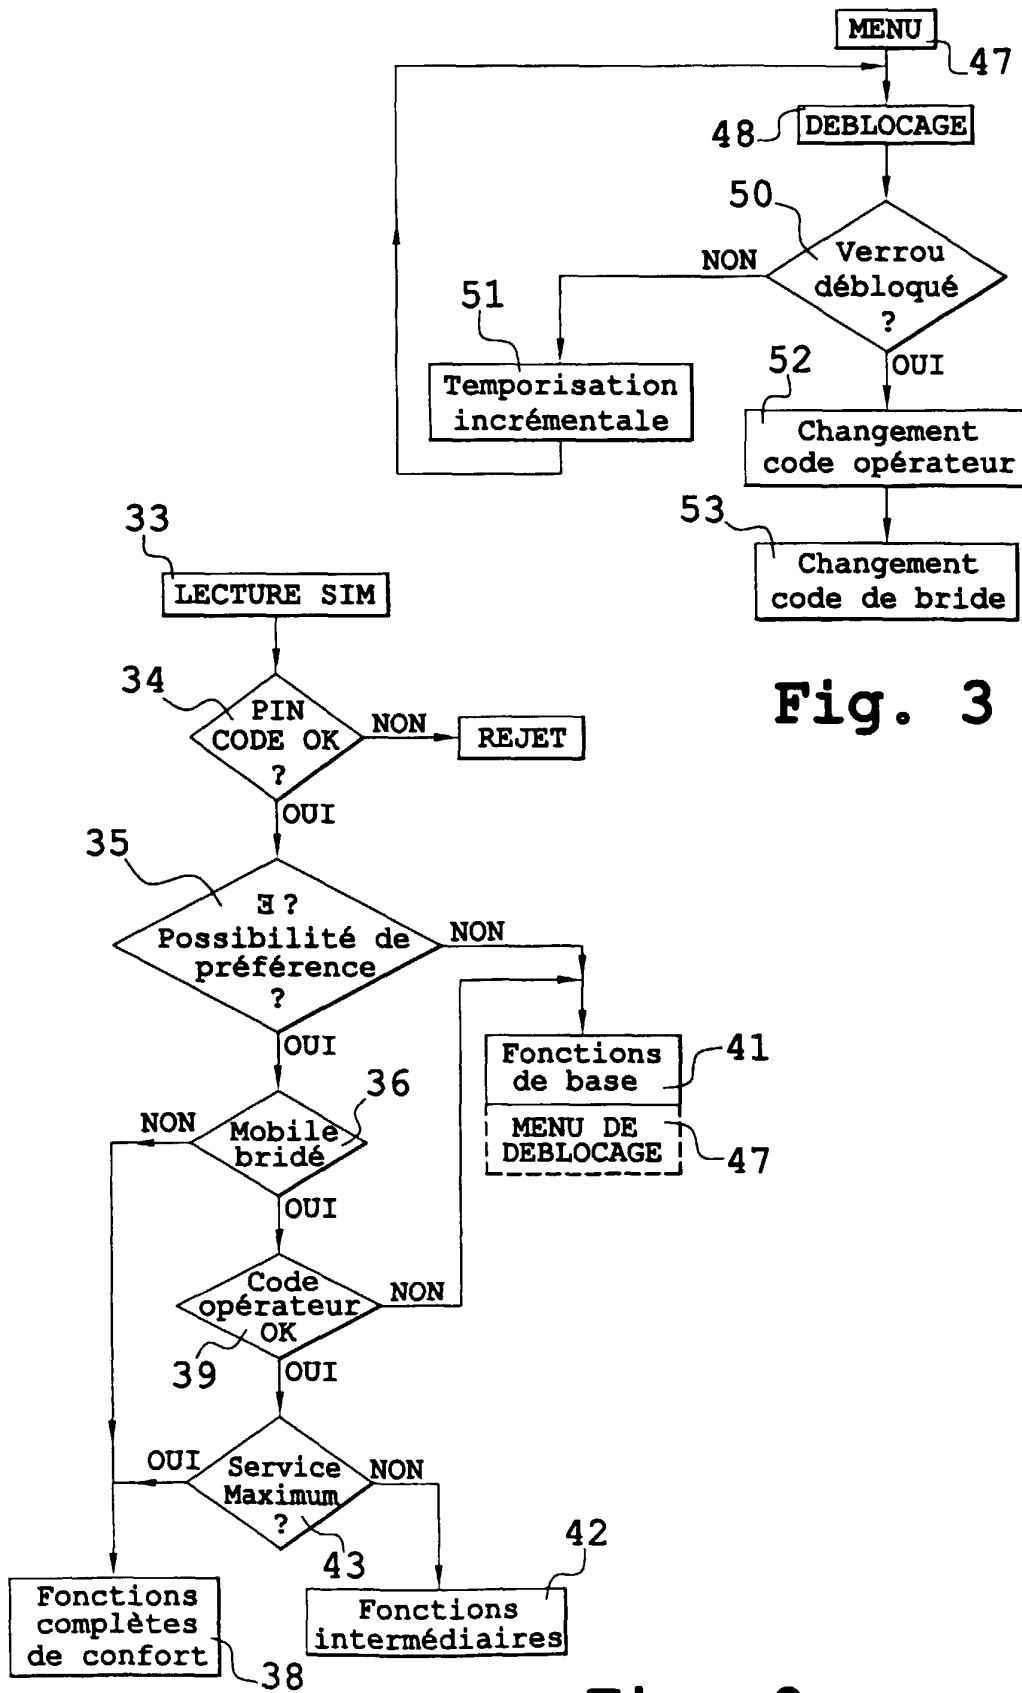 MENU
47
48
DEBLOCAGE
50
Verrou
débloqué
?
NON
OUI
51
Temporisation
incrémentale
52
Changement
code opérateur
53
Changement
code de bride
Fig. 3
33
LECTURE SIM
34
PIN
CODE OK
?
NON
REJET
OUI
35
∃ ?
Possibilité de
préférence
?
NON
OUI
Fonctions
de base
41
MENU DE
DEBLOCAGE
47
36
Mobile
bridé
NON
OUI
Code
opérateur
OK
39
NON
OUI
Service
Maximum
?
43
OUI
NON
42
Fonctions
complètes
de confort
38
Fonctions
intermédiaires